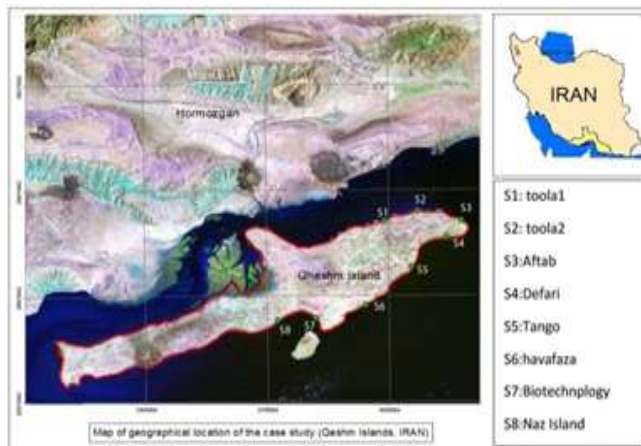 Hormozgan
S1
S2
S3
S4
Qheshm Island
S5
S6
S8
S7
Map of geographical location of the case study (Qeshm Islands, IRAN)
IRAN
S1: toola1
S2: toola2
S3:Aftab
S4:Defari
S5:Tango
S6:havafaza
S7:Biotechnplogy
S8:Naz Island